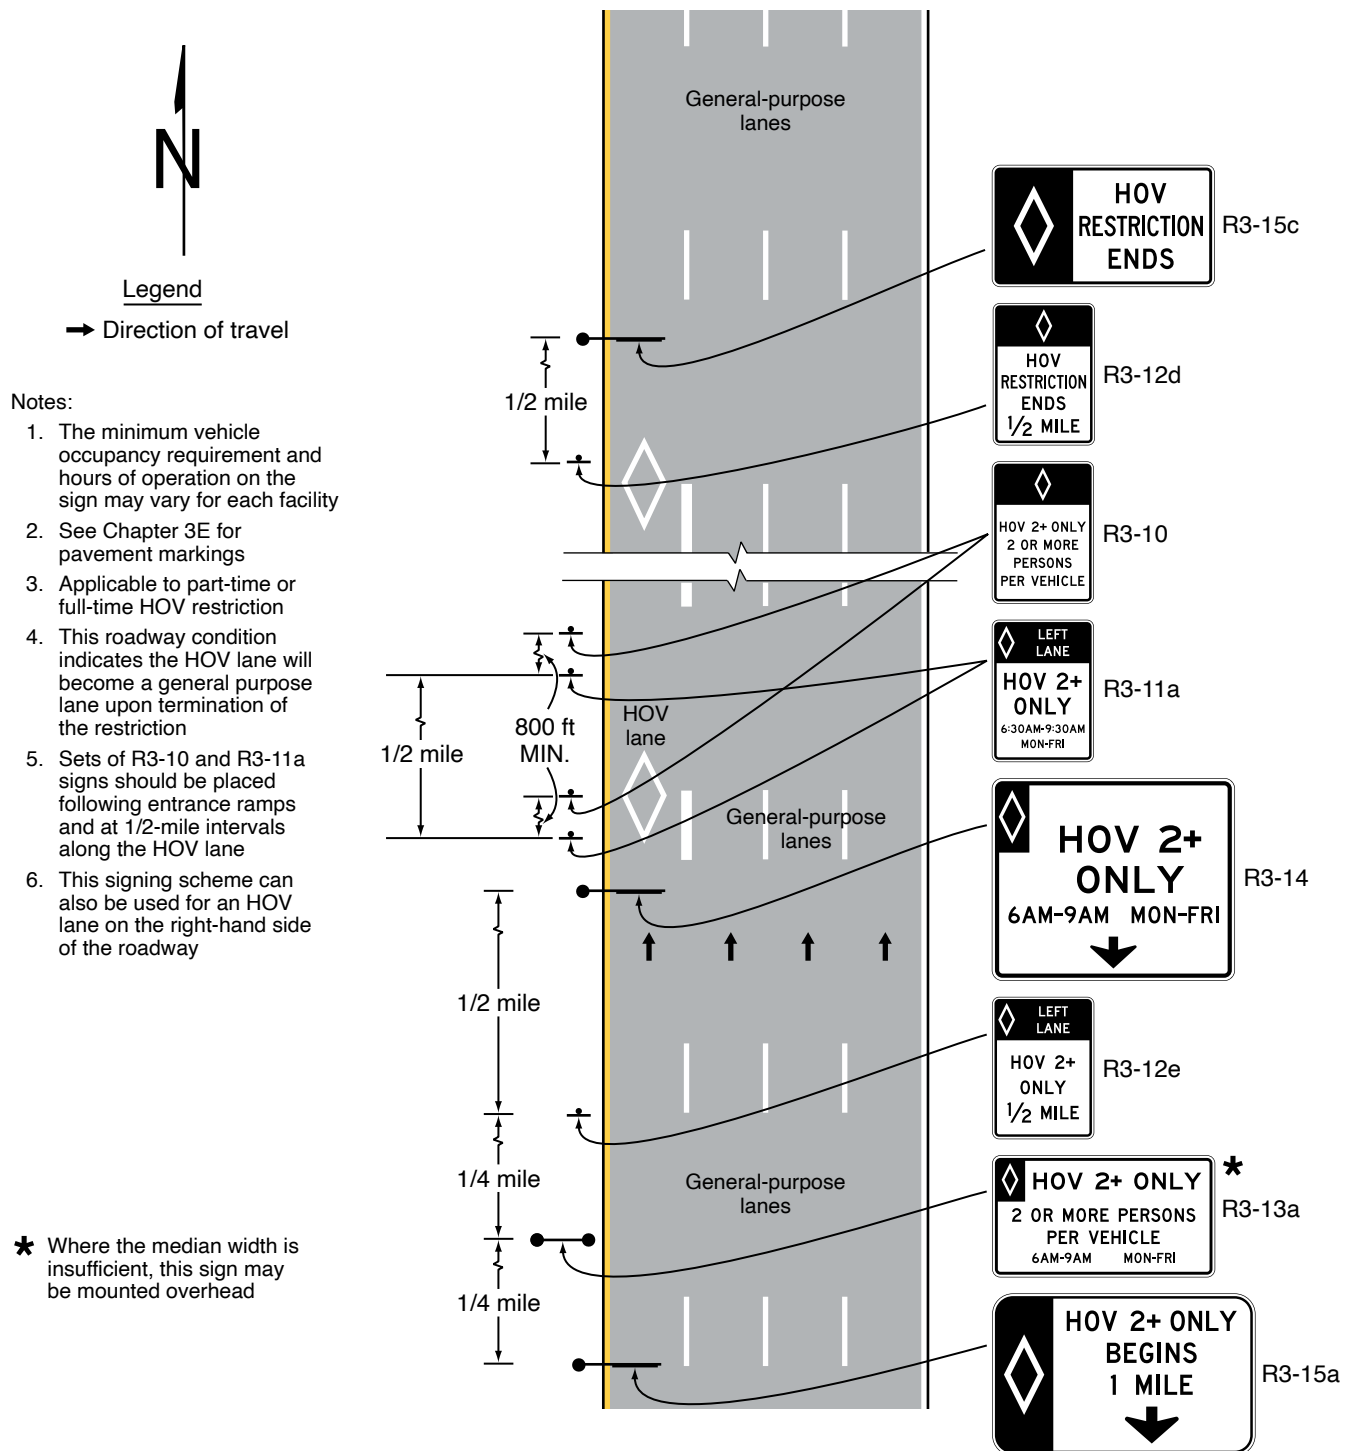 General-purpose
lanes
N
Legend
Direction of travel
Notes:
1. The minimum vehicle
occupancy requirement and
hours of operation on the
sign may vary for each facility
2. See Chapter 3E for
pavement markings
3. Applicable to part-time or
full-time HOV restriction
4. This roadway condition
indicates the HOV lane will
become a general purpose
lane upon termination of
the restriction
5. Sets of R3-10 and R3-11a
signs should be placed
following entrance ramps
and at 1/2-mile intervals
along the HOV lane
6. This signing scheme can
also be used for an HOV
lane on the right-hand side
of the roadway
* Where the median width is
insufficient, this sign may
be mounted overhead
1/2 mile
1/2 mile
800 ft
MIN.
HOV
lane
General-purpose
lanes
1/2 mile
1/4 mile
1/4 mile
General-purpose
lanes
HOV
RESTRICTION
ENDS
R3-15c
HOV
RESTRICTION
ENDS
1/2 MILE
R3-12d
HOV 2+ ONLY
2 OR MORE
PERSONS
PER VEHICLE
R3-10
LEFT
LANE
HOV 2+
ONLY
6:30AM-9:30AM
MON-FRI
R3-11a
HOV 2+
ONLY
6AM-9AM MON-FRI
R3-14
LEFT
LANE
HOV 2+
ONLY
1/2 MILE
R3-12e
HOV 2+ ONLY
2 OR MORE PERSONS
PER VEHICLE
6AM-9AM MON-FRI
*
R3-13a
HOV 2+ ONLY
BEGINS
1 MILE
R3-15a